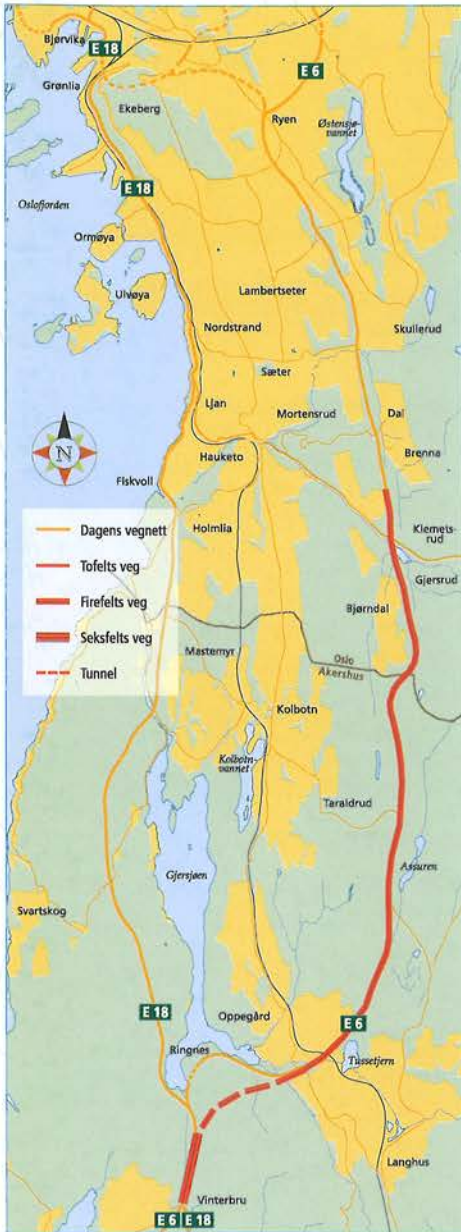 Bjørvika
E 18
Grønlia
E 6
Ekeberg
Ryen
Østensjø-
vannet
E 18
Oslofjorden
Ormøya
Ulvøya
Lambertseter
Nordstrand
Skullerud
Sæter
Ljan
Mortensrud
Dal
N
Hauketo
Brenna
Fiskvoll
Dagens vegnett
Holmlia
Klemets-
rud
Tofelts veg
Gjersrud
Firefelts veg
Bjørndal
Seksfelts veg
Mastemyr
Oslo
Akershus
Tunnel
Kolbotn
Kolbotn-
vannet
Taraldrud
Gjersjøen
Assuren
Svartskog
E 18
Oppegård
E 6
Ringnes
Tussetjern
Langhus
Vinterbru
E 6 E 18